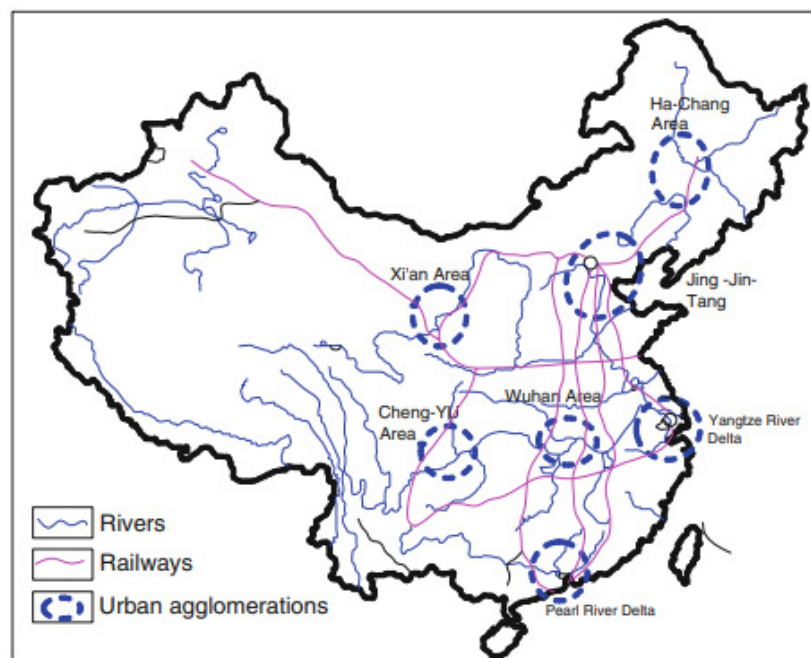 Ha-Chang
Area
Xi'an Area
Jing -Jin-
Tang
Cheng-YU
Area
Wuhan Area
Yangtze River
Delta
Rivers
Railways
Urban agglomerations
Pearl River Delta